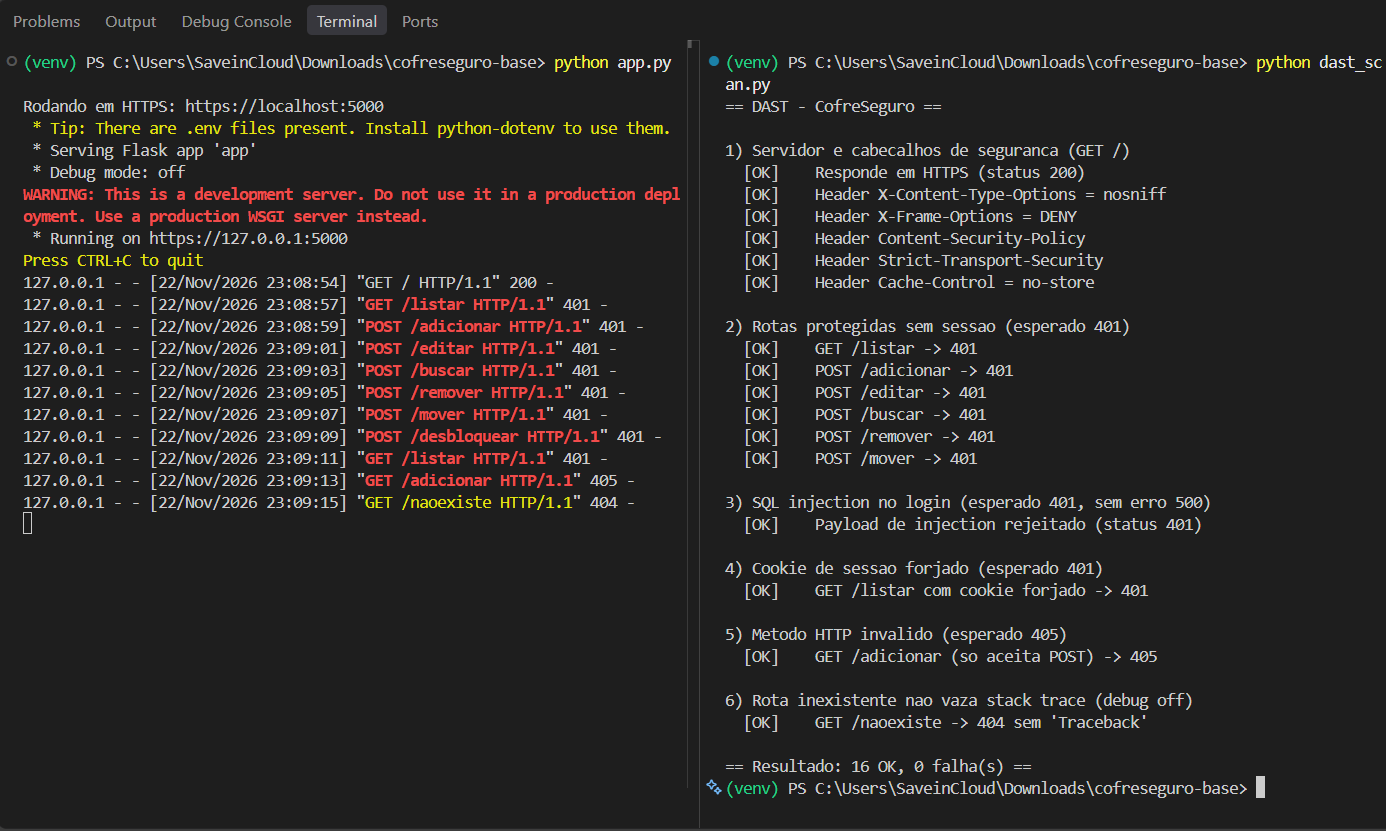 Problems Output Debug Console Terminal Ports
(venv) PS C:\Users\SaveinCloud\Downloads\cofreseguro-base> python app.py
Rodando em HTTPS: https://localhost:5000
* Tip: There are .env files present. Install python-dotenv to use them.
* Serving Flask app 'app'
* Debug mode: off
WARNING: This is a development server. Do not use it in a production depl
oyment. Use a production WSGI server instead.
* Running on https://127.0.0.1:5000
Press CTRL+C to quit
127.0.0.1 - - [22/Nov/2026 23:08:54] "GET / HTTP/1.1" 200 -
127.0.0.1 - - [22/Nov/2026 23:08:57] "GET /listar HTTP/1.1" 401 -
127.0.0.1 - - [22/Nov/2026 23:08:59] "POST /adicionar HTTP/1.1" 401 -
127.0.0.1 - - [22/Nov/2026 23:09:01] "POST /editar HTTP/1.1" 401 -
127.0.0.1 - - [22/Nov/2026 23:09:03] "POST /buscar HTTP/1.1" 401 -
127.0.0.1 - - [22/Nov/2026 23:09:05] "POST /remover HTTP/1.1" 401 -
127.0.0.1 - - [22/Nov/2026 23:09:07] "POST /mover HTTP/1.1" 401 -
127.0.0.1 - - [22/Nov/2026 23:09:09] "POST /desbloquear HTTP/1.1" 401 -
127.0.0.1 - - [22/Nov/2026 23:09:11] "GET /listar HTTP/1.1" 401 -
127.0.0.1 - - [22/Nov/2026 23:09:13] "GET /adicionar HTTP/1.1" 405 -
127.0.0.1 - - [22/Nov/2026 23:09:15] "GET /naoexiste HTTP/1.1" 404 -
(venv) PS C:\Users\SaveinCloud\Downloads\cofreseguro-base> python dast_sc
an.py
== DAST - CofreSeguro ==
1) Servidor e cabecalhos de seguranca (GET /)
[OK] Responde em HTTPS (status 200)
[OK] Header X-Content-Type-Options = nosniff
[OK] Header X-Frame-Options = DENY
[OK] Header Content-Security-Policy
[OK] Header Strict-Transport-Security
[OK] Header Cache-Control = no-store
2) Rotas protegidas sem sessao (esperado 401)
[OK] GET /listar -> 401
[OK] POST /adicionar -> 401
[OK] POST /editar -> 401
[OK] POST /buscar -> 401
[OK] POST /remover -> 401
[OK] POST /mover -> 401
3) SQL injection no login (esperado 401, sem erro 500)
[OK] Payload de injection rejeitado (status 401)
4) Cookie de sessao forjado (esperado 401)
[OK] GET /listar com cookie forjado -> 401
5) Metodo HTTP invalido (esperado 405)
[OK] GET /adicionar (so aceita POST) -> 405
6) Rota inexistente nao vaza stack trace (debug off)
[OK] GET /naoexiste -> 404 sem 'Traceback'
== Resultado: 16 OK, 0 falha(s) ==
(venv) PS C:\Users\SaveinCloud\Downloads\cofreseguro-base>